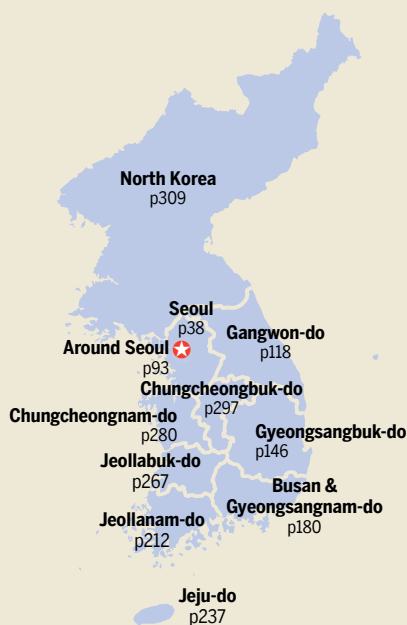 North Korea
p309
Seoul
p38
Gangwon-do
p118
Around Seoul
p93
Chungcheongbuk-do
p297
Chungcheongnam-do
p280
Gyeongsangbuk-do
p146
Jeollabuk-do
p267
Busan &
Gyeongsangnam-do
p180
Jeollanam-do
p212
Jeju-do
p237